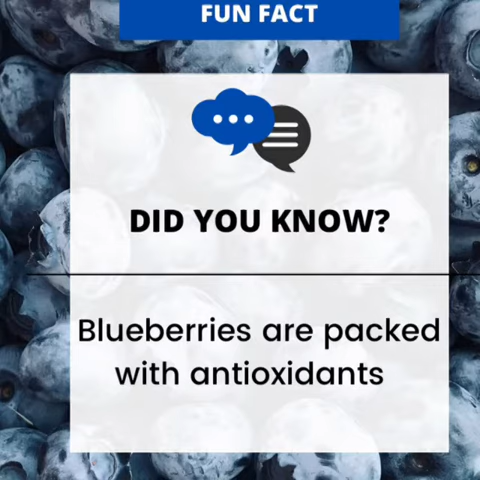 FUN FACT
DID YOU KNOW?
Blueberries are packed
with antioxidants